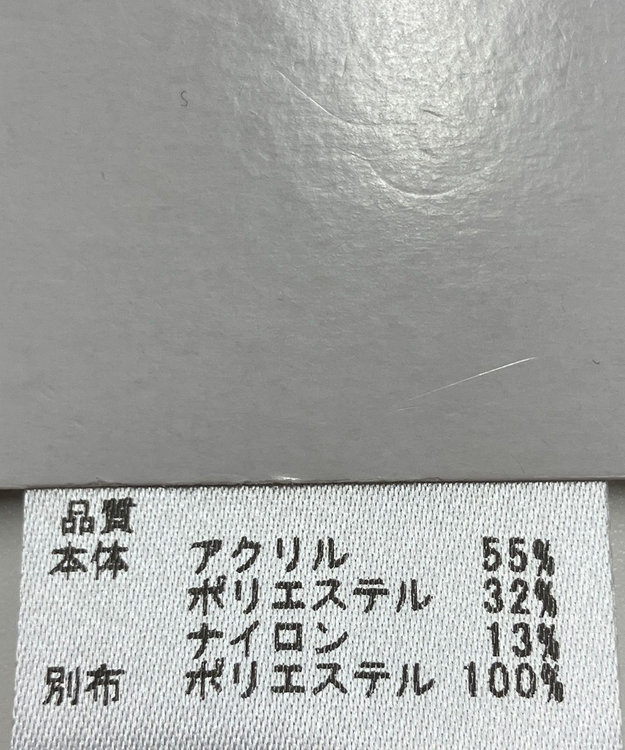 品質
本体 アクリル 55%
ポリエステル 32%
ナイロン 13%
別布 ポリエステル 100%